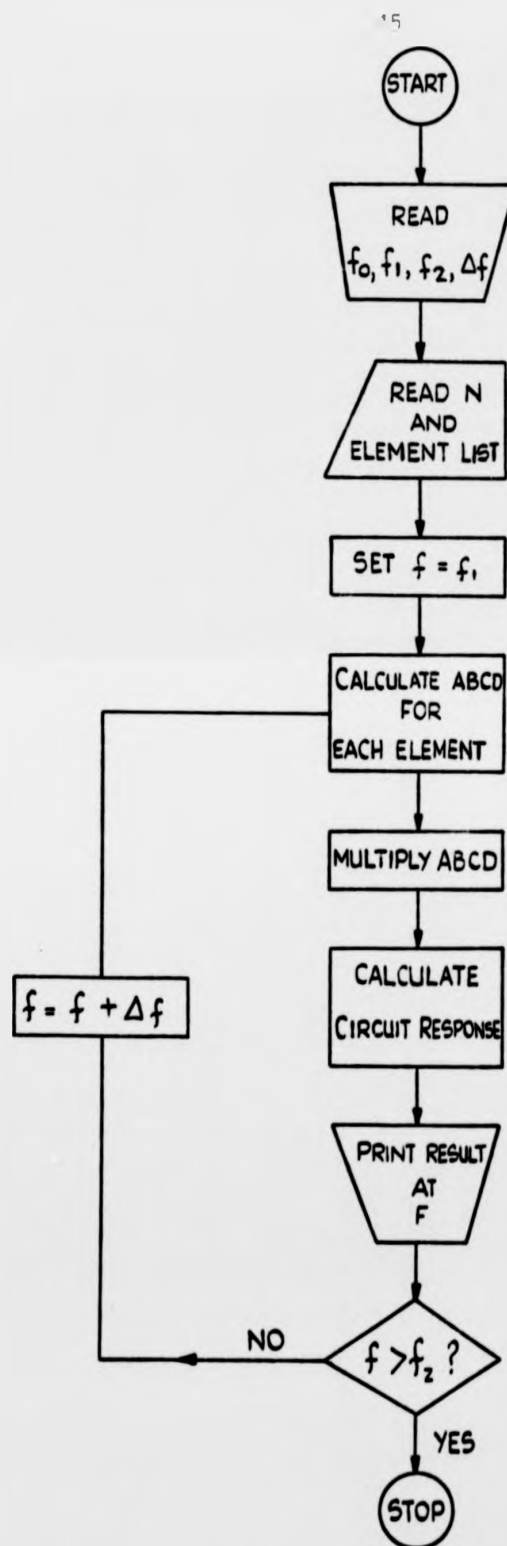 15
START
READ
f₀, f₁, f₂, Δf
READ N
AND
ELEMENT LIST
SET f = f₁
CALCULATE ABCD
FOR
EACH ELEMENT
MULTIPLY ABCD
CALCULATE
CIRCUIT RESPONSE
f = f + Δf
PRINT RESULT
AT
F
NO
f > f₂ ?
YES
STOP